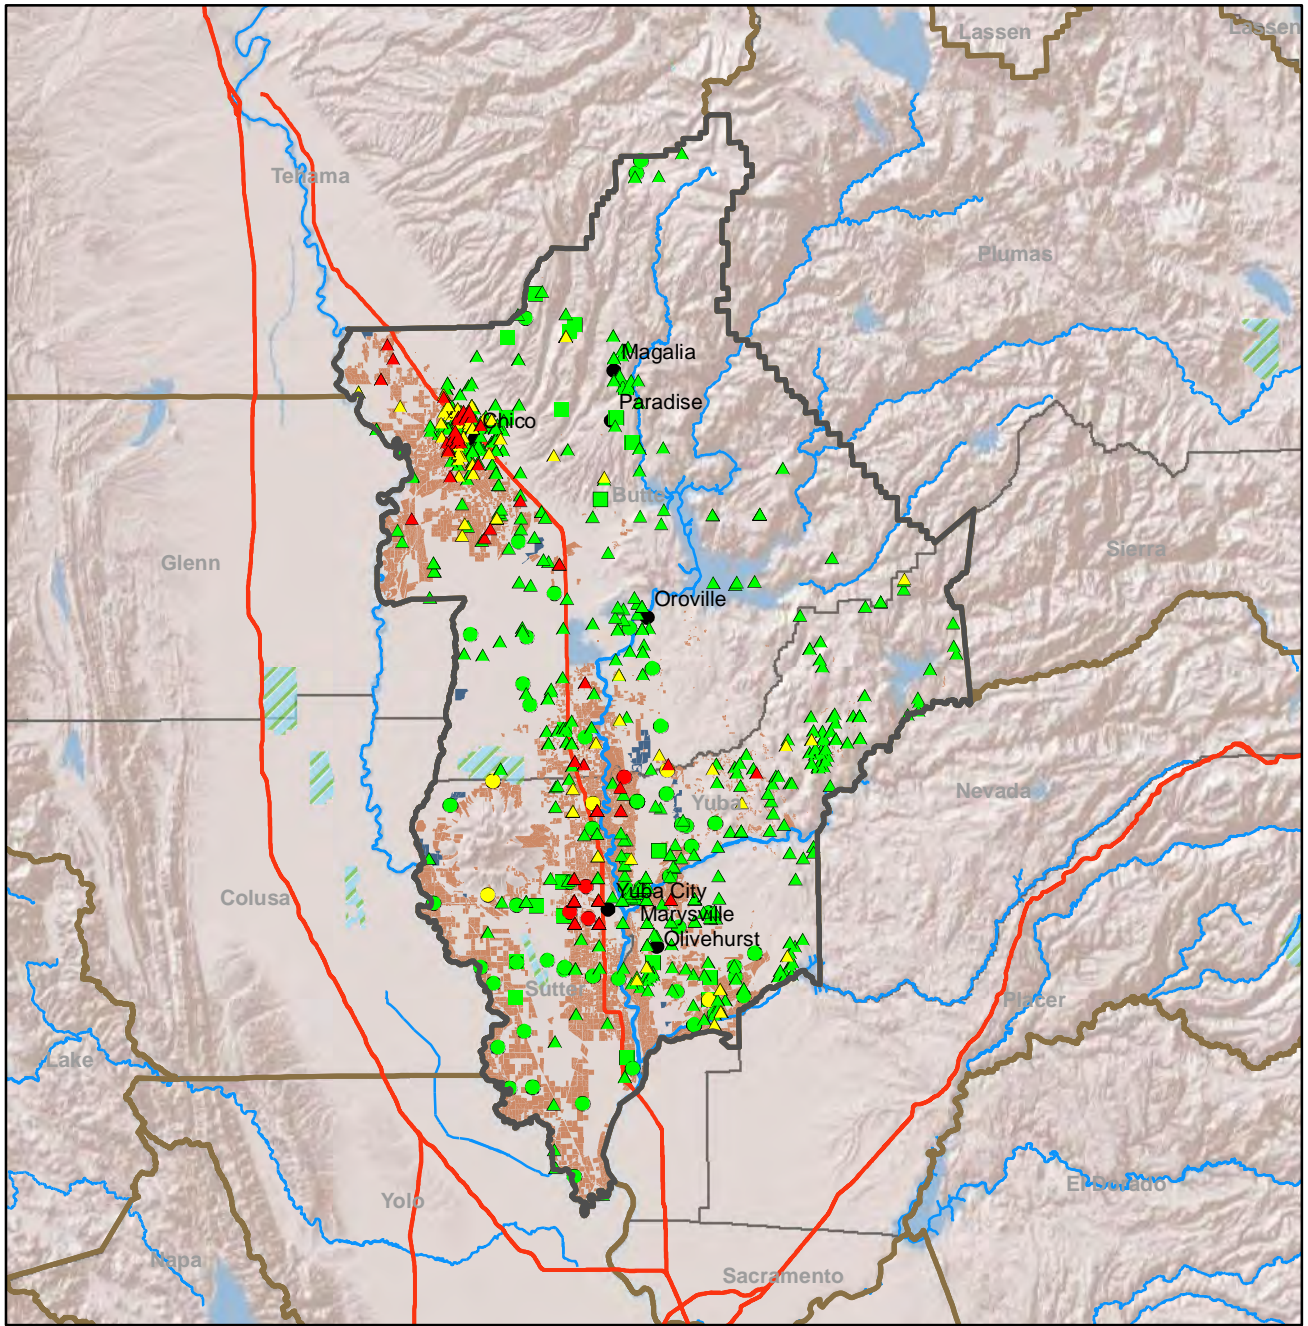 Lassen
Lassen
Tehama
Plumas
Magalia
Paradise
Chico
Butte
Glenn
Sierra
Oroville
Yuba
Nevada
Colusa
Yuba City
Marysville
Olivehurst
Sutter
Placer
Lake
Yolo
El Dorado
Napa
Sacramento